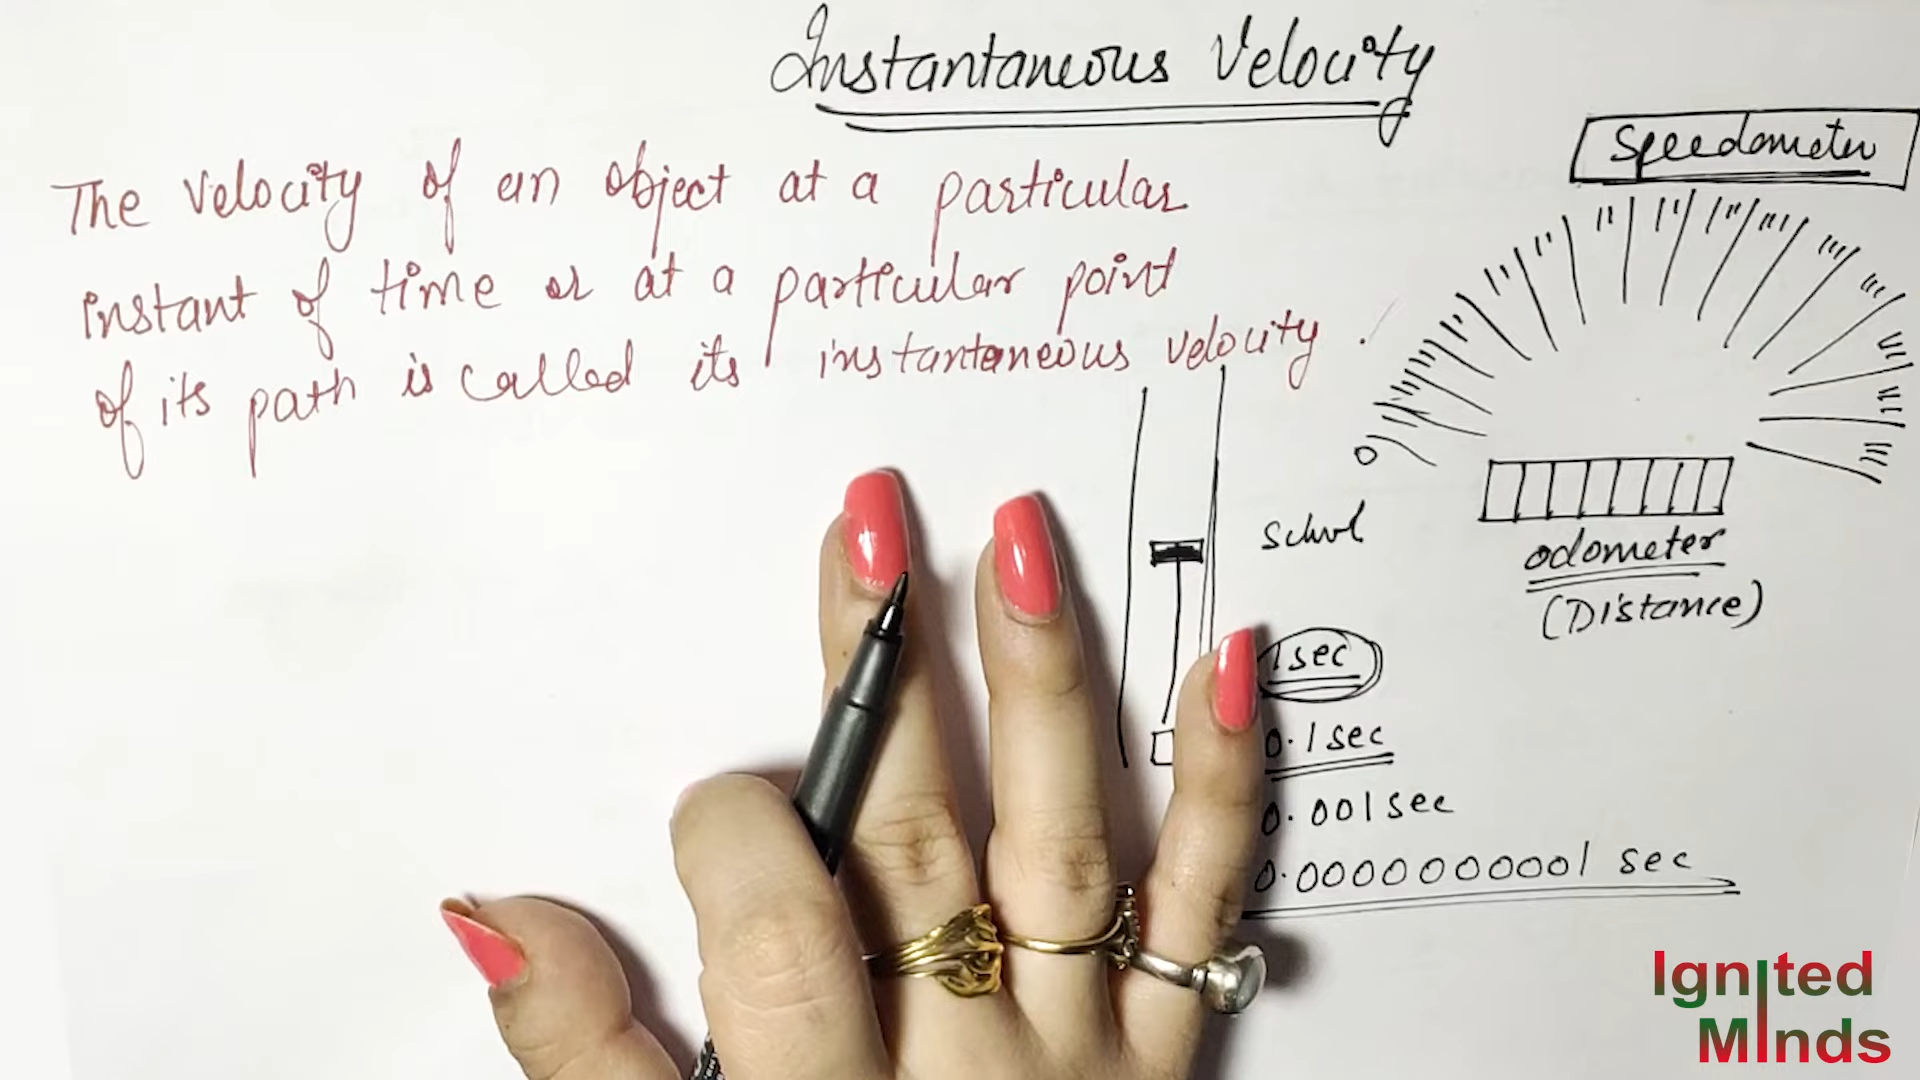 Instantaneous Velocity
The velocity of an object at a particular
instant of time or at a particular point
of its path is called its instantaneous velocity.
Speedometer
0
odometer
(Distance)
School
1sec
0.1sec
0.001sec
0.0000000001 sec
Ignited
Minds